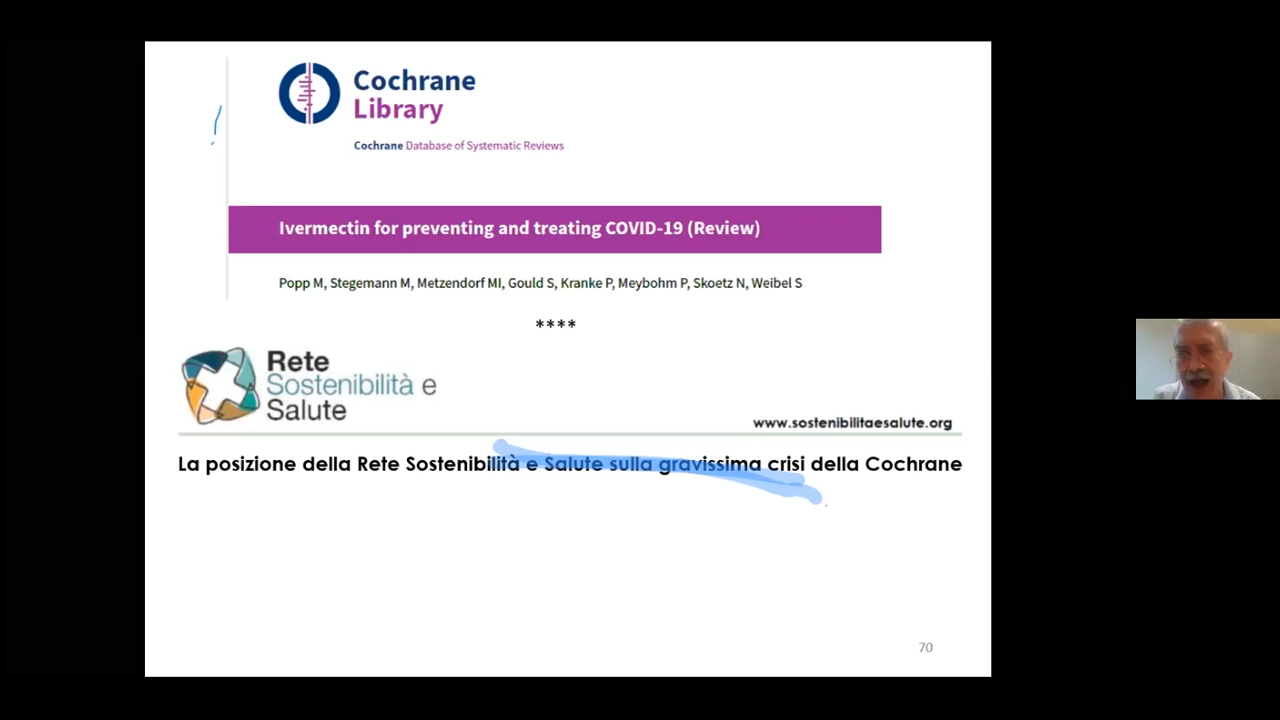 Cochrane
Library
Cochrane Database of Systematic Reviews
Ivermectin for preventing and treating COVID-19 (Review)
Popp M, Stegemann M, Metzendorf MI, Gould S, Kranke P, Meybohm P, Skoetz N, Weibel S
****
Rete
Sostenibilità e
Salute
www.sostenibilitaesalute.org
La posizione della Rete Sostenibilità e Salute sulla gravissima crisi della Cochrane
70